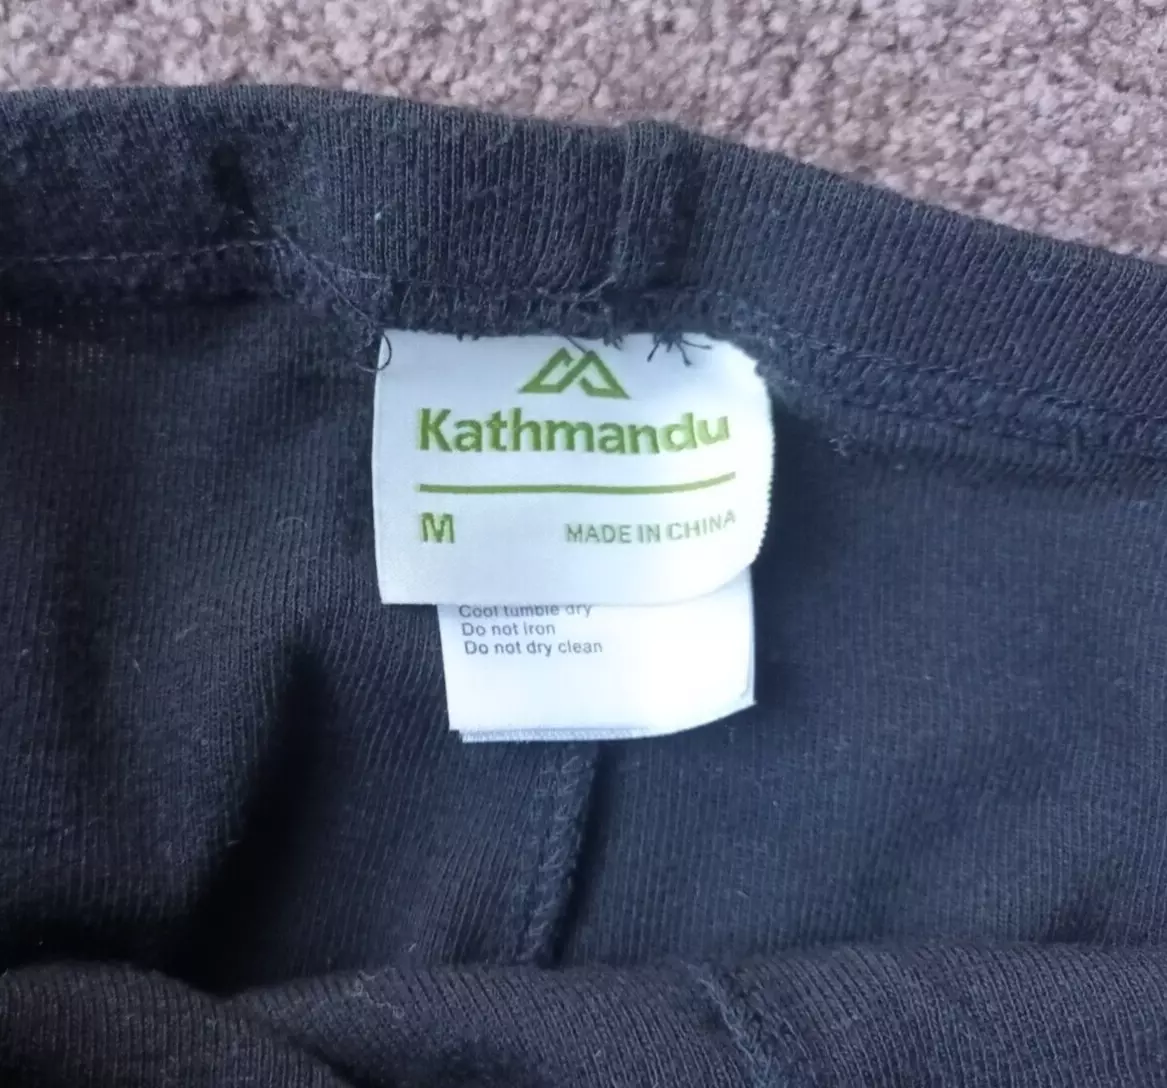 Kathmandu
M MADE IN CHINA
Cool tumble dry
Do not iron
Do not dry clean